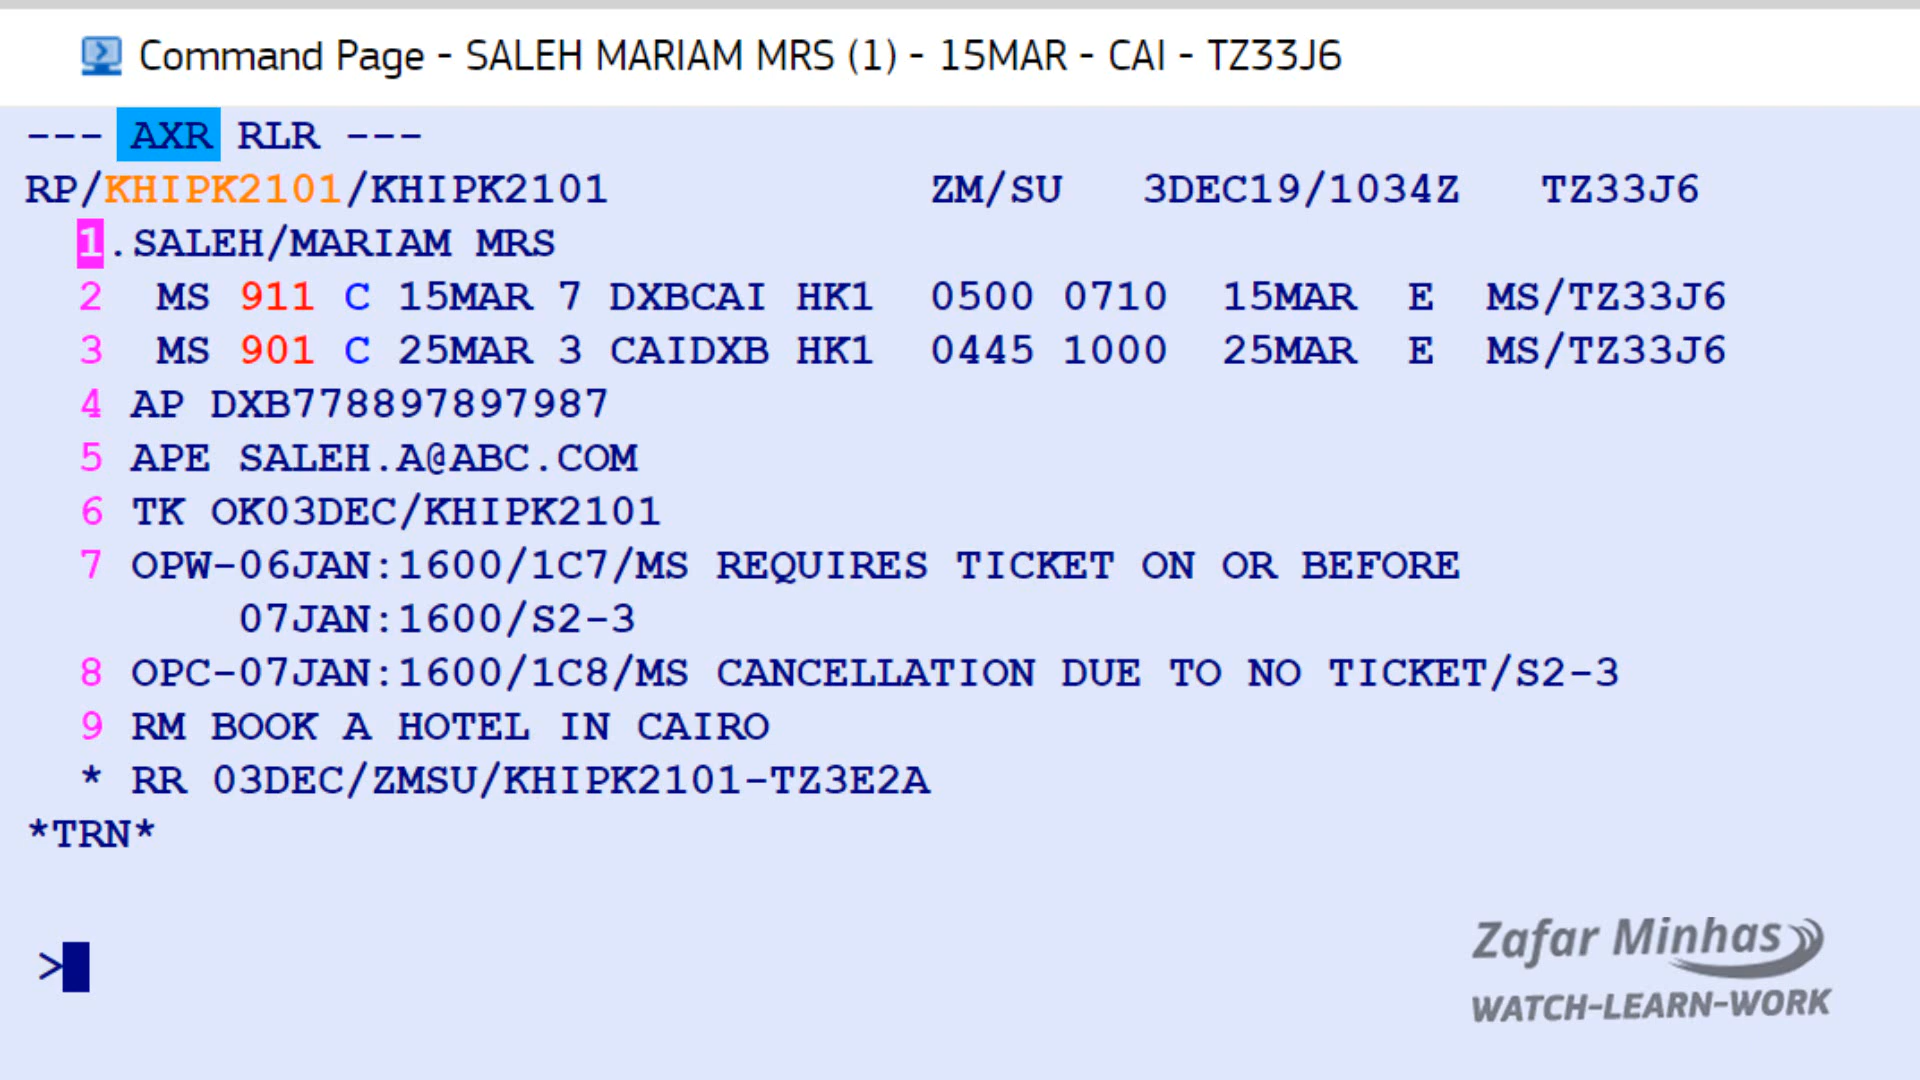 Command Page - SALEH MARIAM MRS (1) - 15MAR - CAI - TZ33J6
--- AXR RLR ---
RP/KHIPK2101/KHIPK2101 ZM/SU 3DEC19/1034Z TZ33J6
1.SALEH/MARIAM MRS
2 MS 911 C 15MAR 7 DXBCAI HK1 0500 0710 15MAR E MS/TZ33J6
3 MS 901 C 25MAR 3 CAIDXB HK1 0445 1000 25MAR E MS/TZ33J6
4 AP DXB778897897987
5 APE SALEH.A@ABC.COM
6 TK OK03DEC/KHIPK2101
7 OPW-06JAN:1600/1C7/MS REQUIRES TICKET ON OR BEFORE
07JAN:1600/S2-3
8 OPC-07JAN:1600/1C8/MS CANCELLATION DUE TO NO TICKET/S2-3
9 RM BOOK A HOTEL IN CAIRO
* RR 03DEC/ZMSU/KHIPK2101-TZ3E2A
*TRN*
>
Zafar Minhas
WATCH-LEARN-WORK